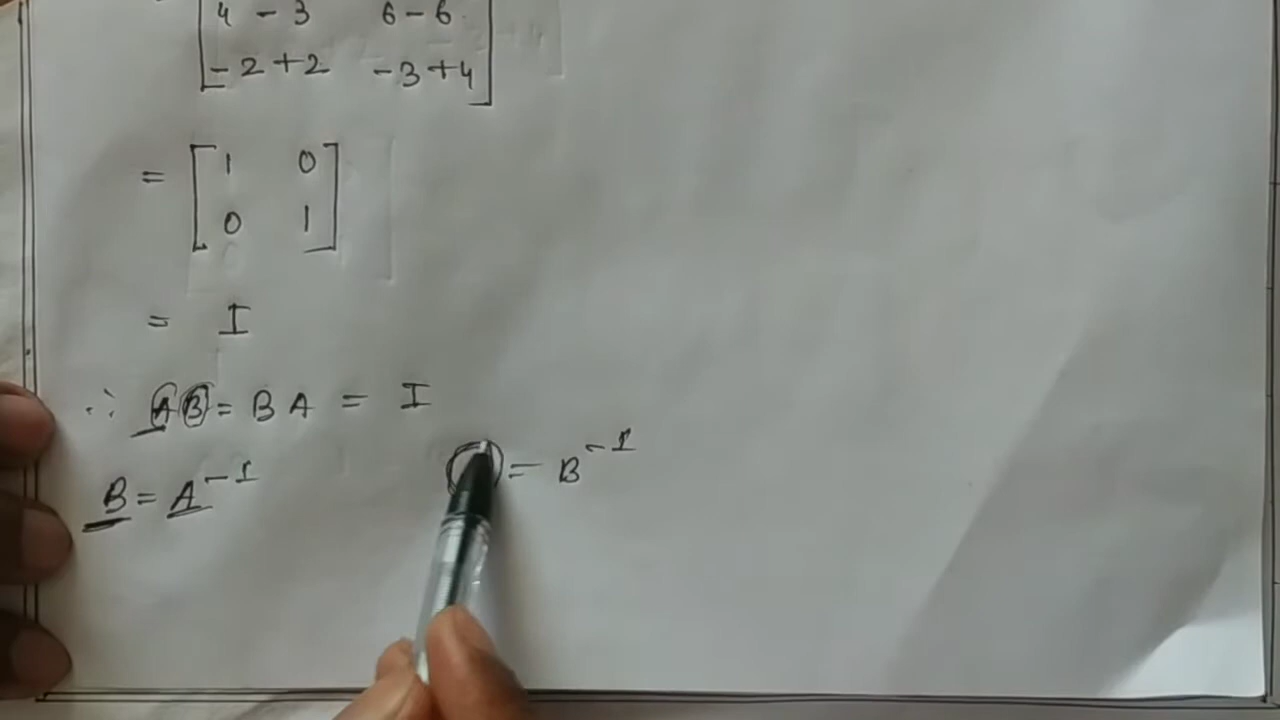 4 - 3 6 - 6
- 2 + 2 - 3 + 4
= 1 0
0 1
= I
∴ AB = BA = I
B = A⁻¹ = B⁻¹